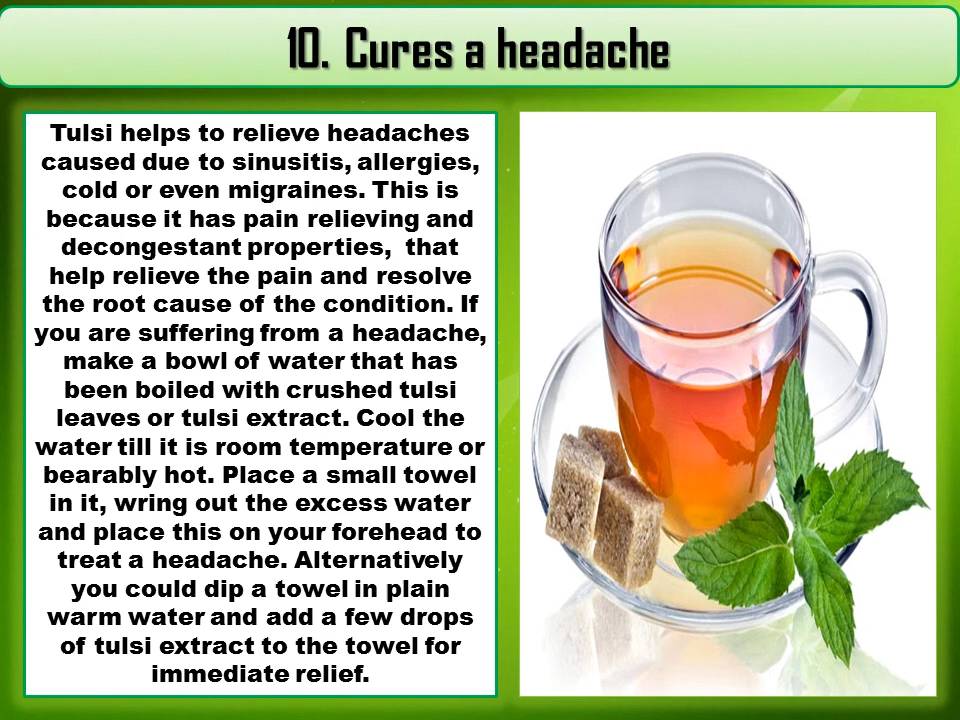 10. Cures a headache
Tulsi helps to relieve headaches
caused due to sinusitis, allergies,
cold or even migraines. This is
because it has pain relieving and
decongestant properties,  that
help relieve the pain and resolve
the root cause of the condition. If
you are suffering from a headache,
make a bowl of water that has
been boiled with crushed tulsi
leaves or tulsi extract. Cool the
water till it is room temperature or
bearably hot. Place a small towel
in it, wring out the excess water
and place this on your forehead to
treat a headache. Alternatively
you could dip a towel in plain
warm water and add a few drops
of tulsi extract to the towel for
immediate relief.